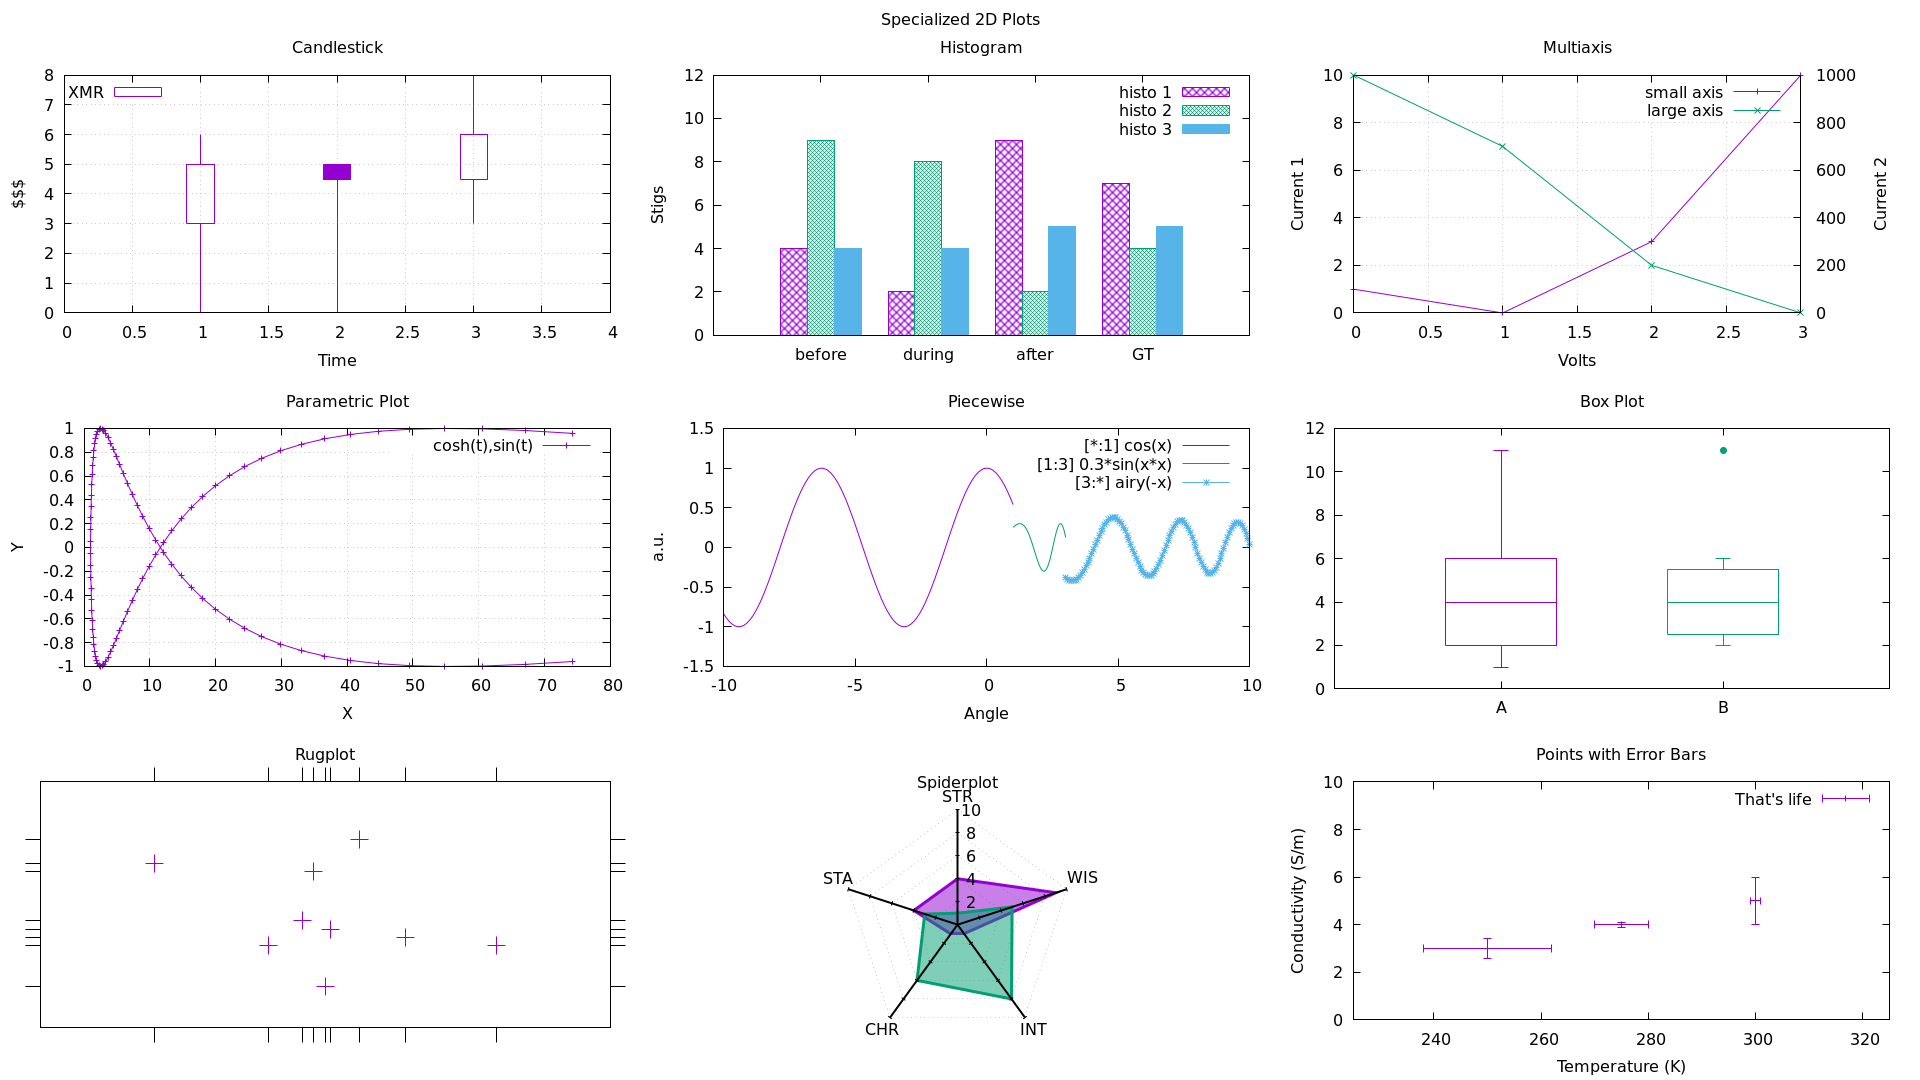 Specialized 2D Plots
Candlestick
XMR
$$$
8
7
6
5
4
3
2
1
0
0 0.5 1 1.5 2 2.5 3 3.5 4
Time
Histogram
histo 1
histo 2
histo 3
Stigs
12
10
8
6
4
2
0
before during after GT
Multiaxis
small axis
large axis
Current 1
10
8
6
4
2
0
1000
800
600
400
200
0
Current 2
0 0.5 1 1.5 2 2.5 3
Volts
Parametric Plot
cosh(t),sin(t)
Y
1
0.8
0.6
0.4
0.2
0
-0.2
-0.4
-0.6
-0.8
-1
0 10 20 30 40 50 60 70 80
X
Piecewise
[*:1] cos(x)
[1:3] 0.3*sin(x*x)
[3:*] airy(-x)
a.u.
1.5
1
0.5
0
-0.5
-1
-1.5
-10 -5 0 5 10
Angle
Box Plot
12
10
8
6
4
2
0
A B
Rugplot
Spiderplot
STR
10
8
6
4
2
STA
WIS
CHR
INT
Points with Error Bars
That's life
Conductivity (S/m)
10
8
6
4
2
0
240 260 280 300 320
Temperature (K)